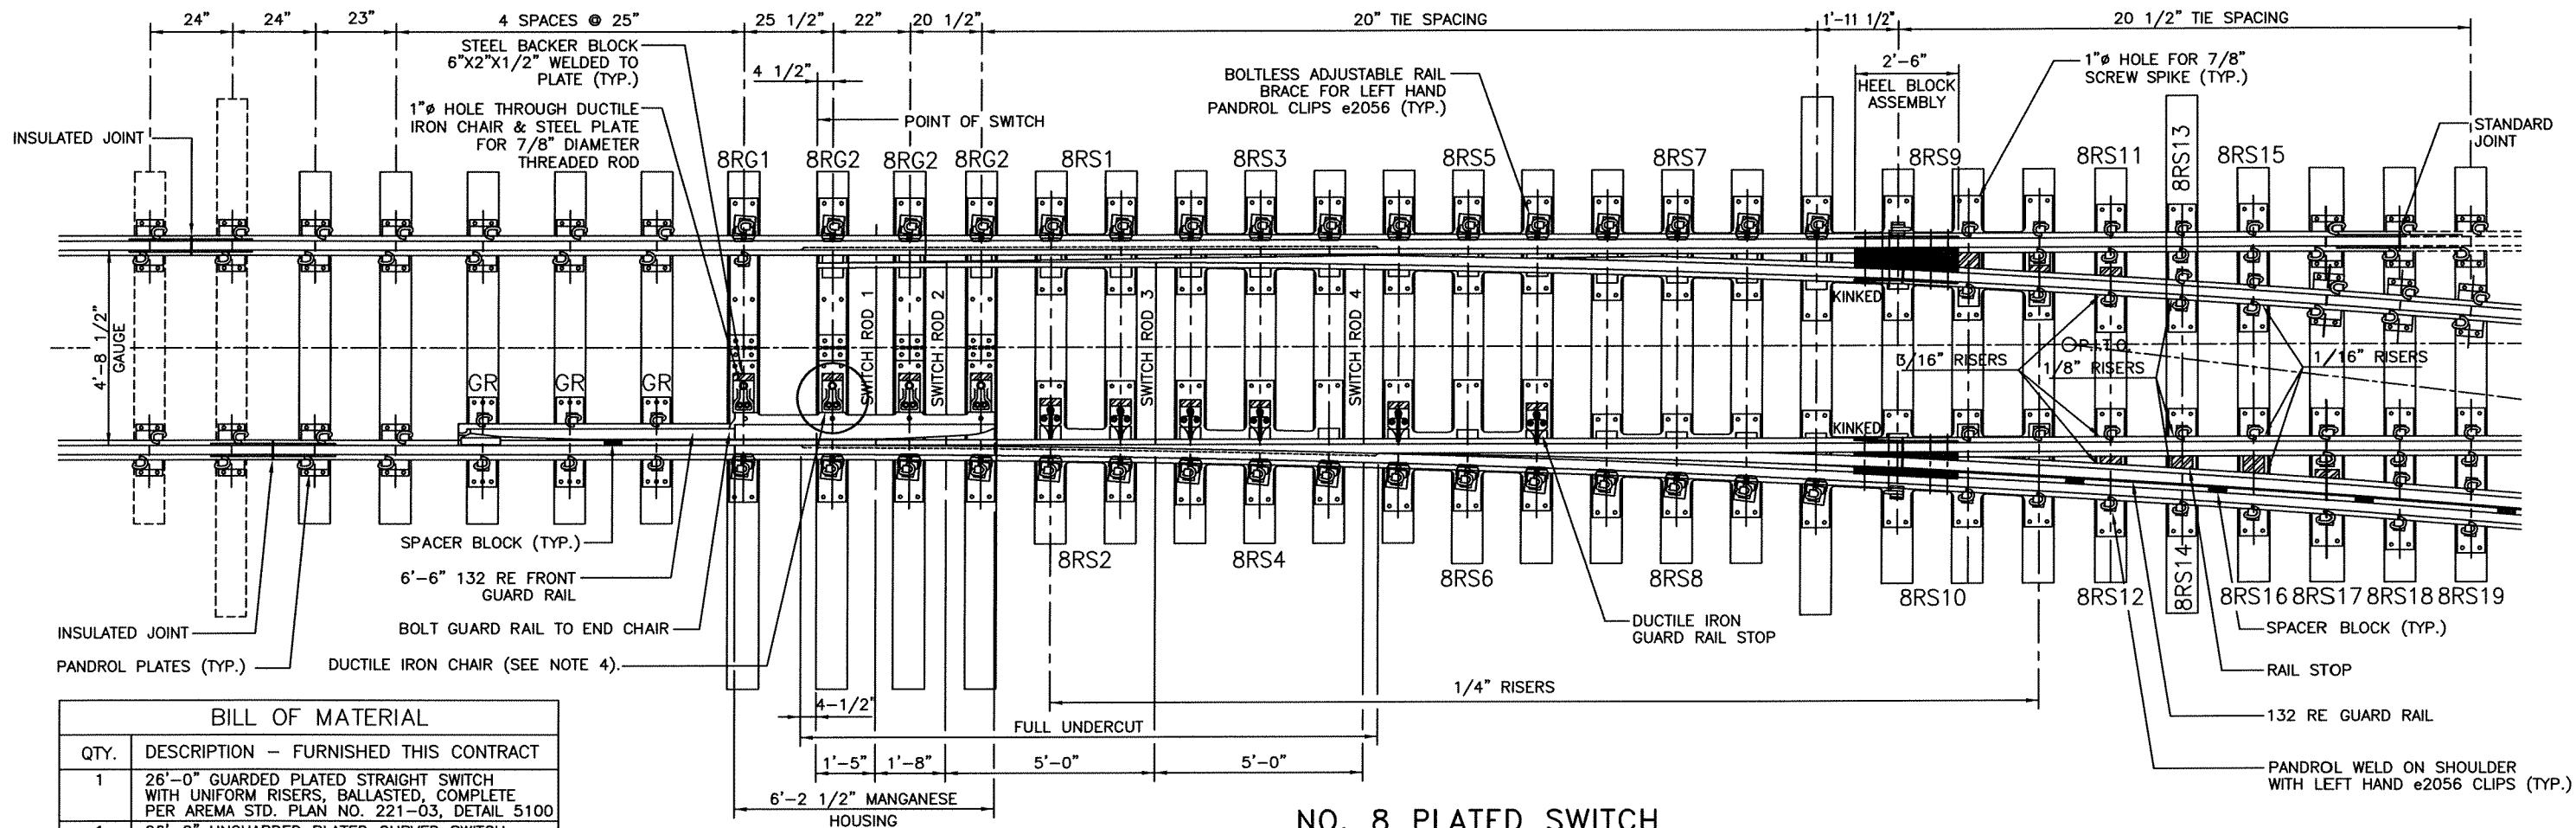 24"
24"
23"
4 SPACES @ 25"
25 1/2"
22"
20 1/2"
20" TIE SPACING
1'-11 1/2"
20 1/2" TIE SPACING
STEEL BACKER BLOCK
6"X2"X1/2" WELDED TO
PLATE (TYP.)
4 1/2"
1"ø HOLE THROUGH DUCTILE
IRON CHAIR & STEEL PLATE
FOR 7/8" DIAMETER
THREADED ROD
POINT OF SWITCH
BOLTLESS ADJUSTABLE RAIL
BRACE FOR LEFT HAND
PANDROL CLIPS e2056 (TYP.)
2'-6"
HEEL BLOCK
ASSEMBLY
1"ø HOLE FOR 7/8"
SCREW SPIKE (TYP.)
INSULATED JOINT
STANDARD
JOINT
8RG1
8RG2
8RG2
8RG2
8RS1
8RS3
8RS5
8RS7
8RS9
8RS11
8RS13
8RS15
4'-8 1/2"
GAUGE
SWITCH ROD 1
SWITCH ROD 2
SWITCH ROD 3
SWITCH ROD 4
KINKED
KINKED
P.I.T.O.
3/16" RISERS
1/8" RISERS
1/16" RISERS
GR
GR
GR
SPACER BLOCK (TYP.)
6'-6" 132 RE FRONT
GUARD RAIL
8RS2
8RS4
8RS6
8RS8
8RS10
8RS12
8RS14
8RS16
8RS17
8RS18
8RS19
INSULATED JOINT
BOLT GUARD RAIL TO END CHAIR
PANDROL PLATES (TYP.)
DUCTILE IRON CHAIR (SEE NOTE 4).
DUCTILE IRON
GUARD RAIL STOP
SPACER BLOCK (TYP.)
RAIL STOP
1/4" RISERS
132 RE GUARD RAIL
4-1/2"
FULL UNDERCUT
1'-5"
1'-8"
5'-0"
5'-0"
PANDROL WELD ON SHOULDER
WITH LEFT HAND e2056 CLIPS (TYP.)
6'-2 1/2" MANGANESE
HOUSING
BILL OF MATERIAL
QTY. DESCRIPTION – FURNISHED THIS CONTRACT
1 26'-0" GUARDED PLATED STRAIGHT SWITCH
WITH UNIFORM RISERS, BALLASTED, COMPLETE
PER AREMA STD. PLAN NO. 221-03, DETAIL 5100
NO. 8 PLATED SWITCH